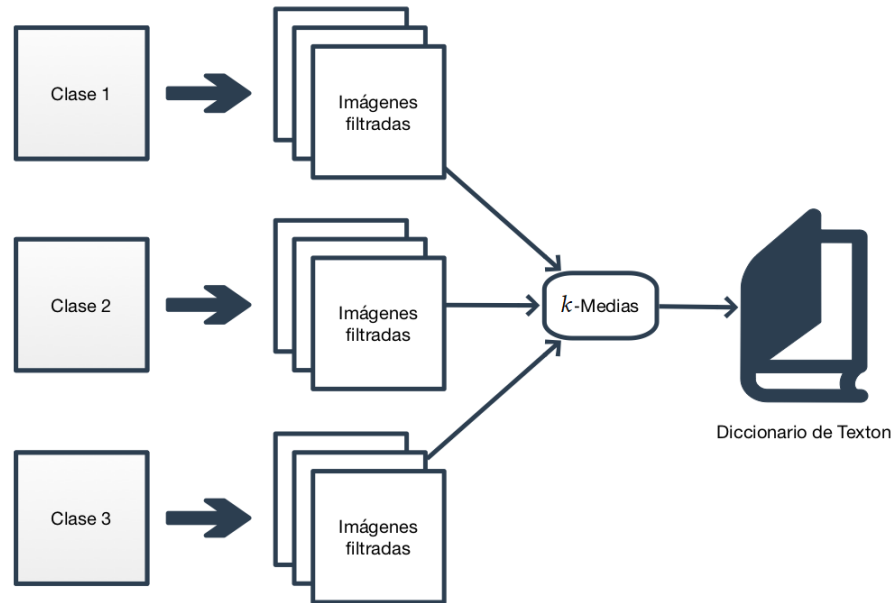 Clase 1
Imágenes
filtradas
Clase 2
Imágenes
filtradas
k-Medias
Diccionario de Texton
Clase 3
Imágenes
filtradas